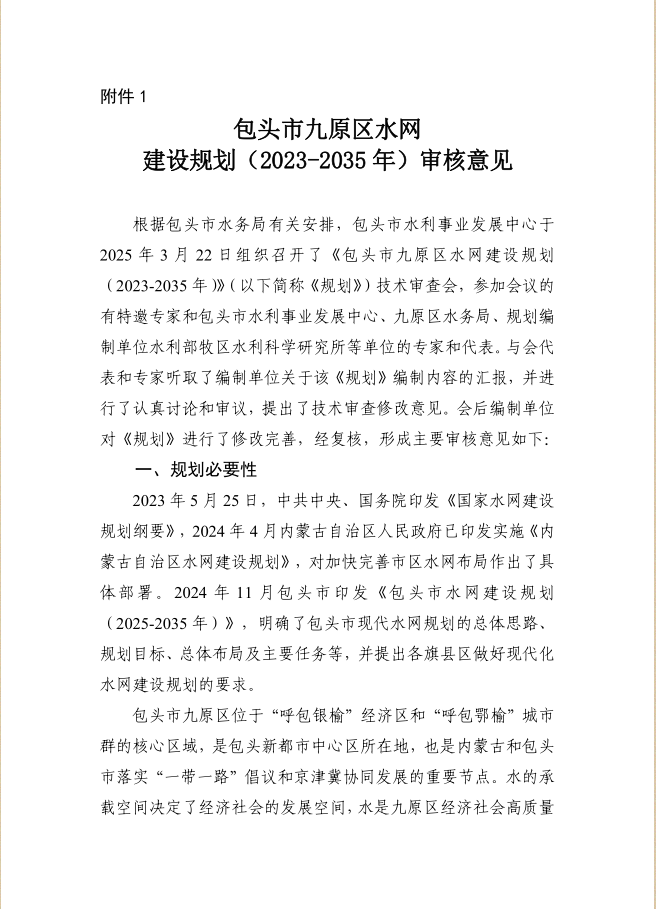 附件 1
包头市九原区水网
建设规划（2023-2035 年）审核意见
根据包头市水务局有关安排，包头市水利事业发展中心于
2025 年 3 月 22 日组织召开了《包头市九原区水网建设规划
（2023-2035 年）》（以下简称《规划》）技术审查会，参加会议的
有特邀专家和包头市水利事业发展中心、九原区水务局、规划编
制单位水利部牧区水利科学研究所等单位的专家和代表。与会代
表和专家听取了编制单位关于该《规划》编制内容的汇报，并进
行了认真讨论和审议，提出了技术审查修改意见。会后编制单位
对《规划》进行了修改完善，经复核，形成主要审核意见如下：
一、规划必要性
2023 年 5 月 25 日，中共中央、国务院印发《国家水网建设
规划纲要》，2024 年 4 月内蒙古自治区人民政府已印发实施《内
蒙古自治区水网建设规划》，对加快完善市区水网布局作出了具
体部署。2024 年 11 月包头市印发《包头市水网建设规划
（2025-2035 年）》，明确了包头市现代水网规划的总体思路、
规划目标、总体布局及主要任务等，并提出各旗县区做好现代化
水网建设规划的要求。
包头市九原区位于“呼包银榆”经济区和“呼包鄂榆”城市
群的核心区域，是包头新都市中心区所在地，也是内蒙古和包头
市落实“一带一路”倡议和京津冀协同发展的重要节点。水的承
载空间决定了经济社会的发展空间，水是九原区经济社会高质量